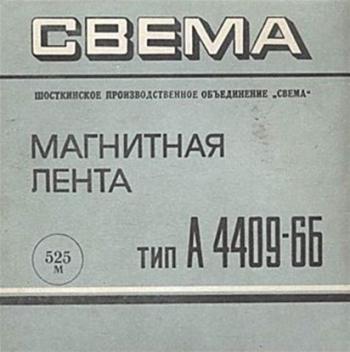 СВЕМА
ШОСТКИНСКОЕ ПРОИЗВОДСТВЕННОЕ ОБЪЕДИНЕНИЕ „СВЕМА"
МАГНИТНАЯ
ЛЕНТА
525
М
ТИП А 4409-6Б